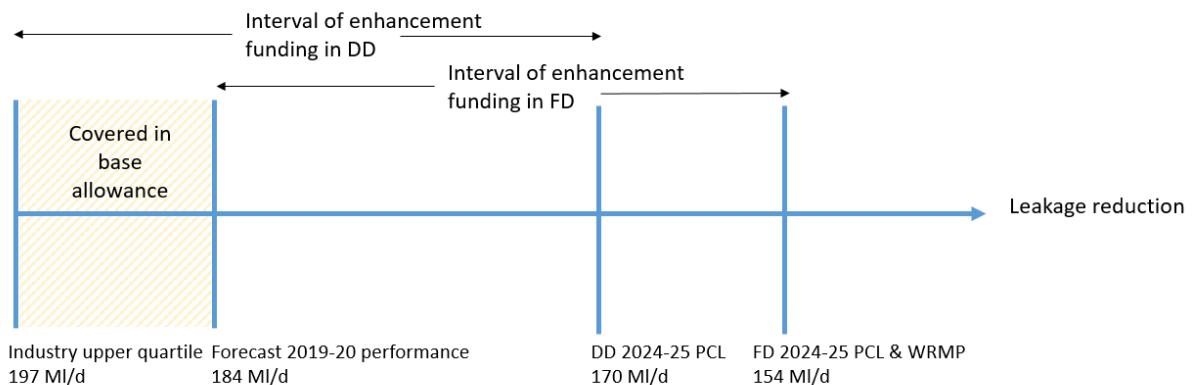 Interval of enhancement
funding in DD
Interval of enhancement
funding in FD
Covered in
base
allowance
Leakage reduction
Industry upper quartile
197 Ml/d
Forecast 2019-20 performance
184 Ml/d
DD 2024-25 PCL
170 Ml/d
FD 2024-25 PCL & WRMP
154 Ml/d